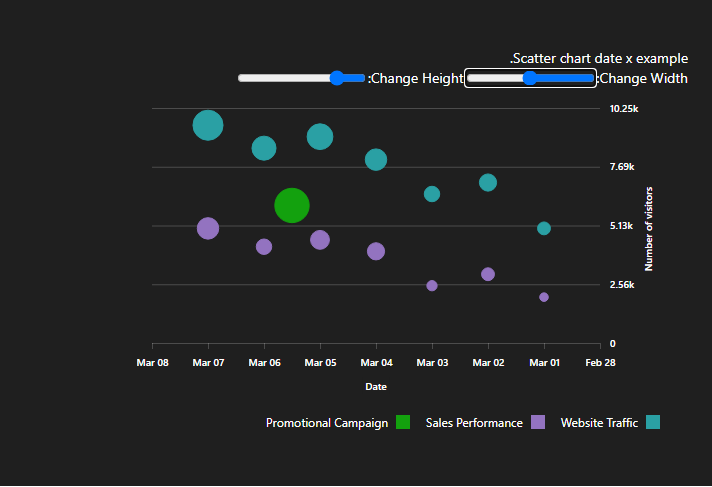 .Scatter chart date x example
:Change Width
:Change Height
10.25k
7.69k
5.13k
2.56k
0
Number of visitors
Mar 08 Mar 07 Mar 06 Mar 05 Mar 04 Mar 03 Mar 02 Mar 01 Feb 28
Date
Promotional Campaign Sales Performance Website Traffic